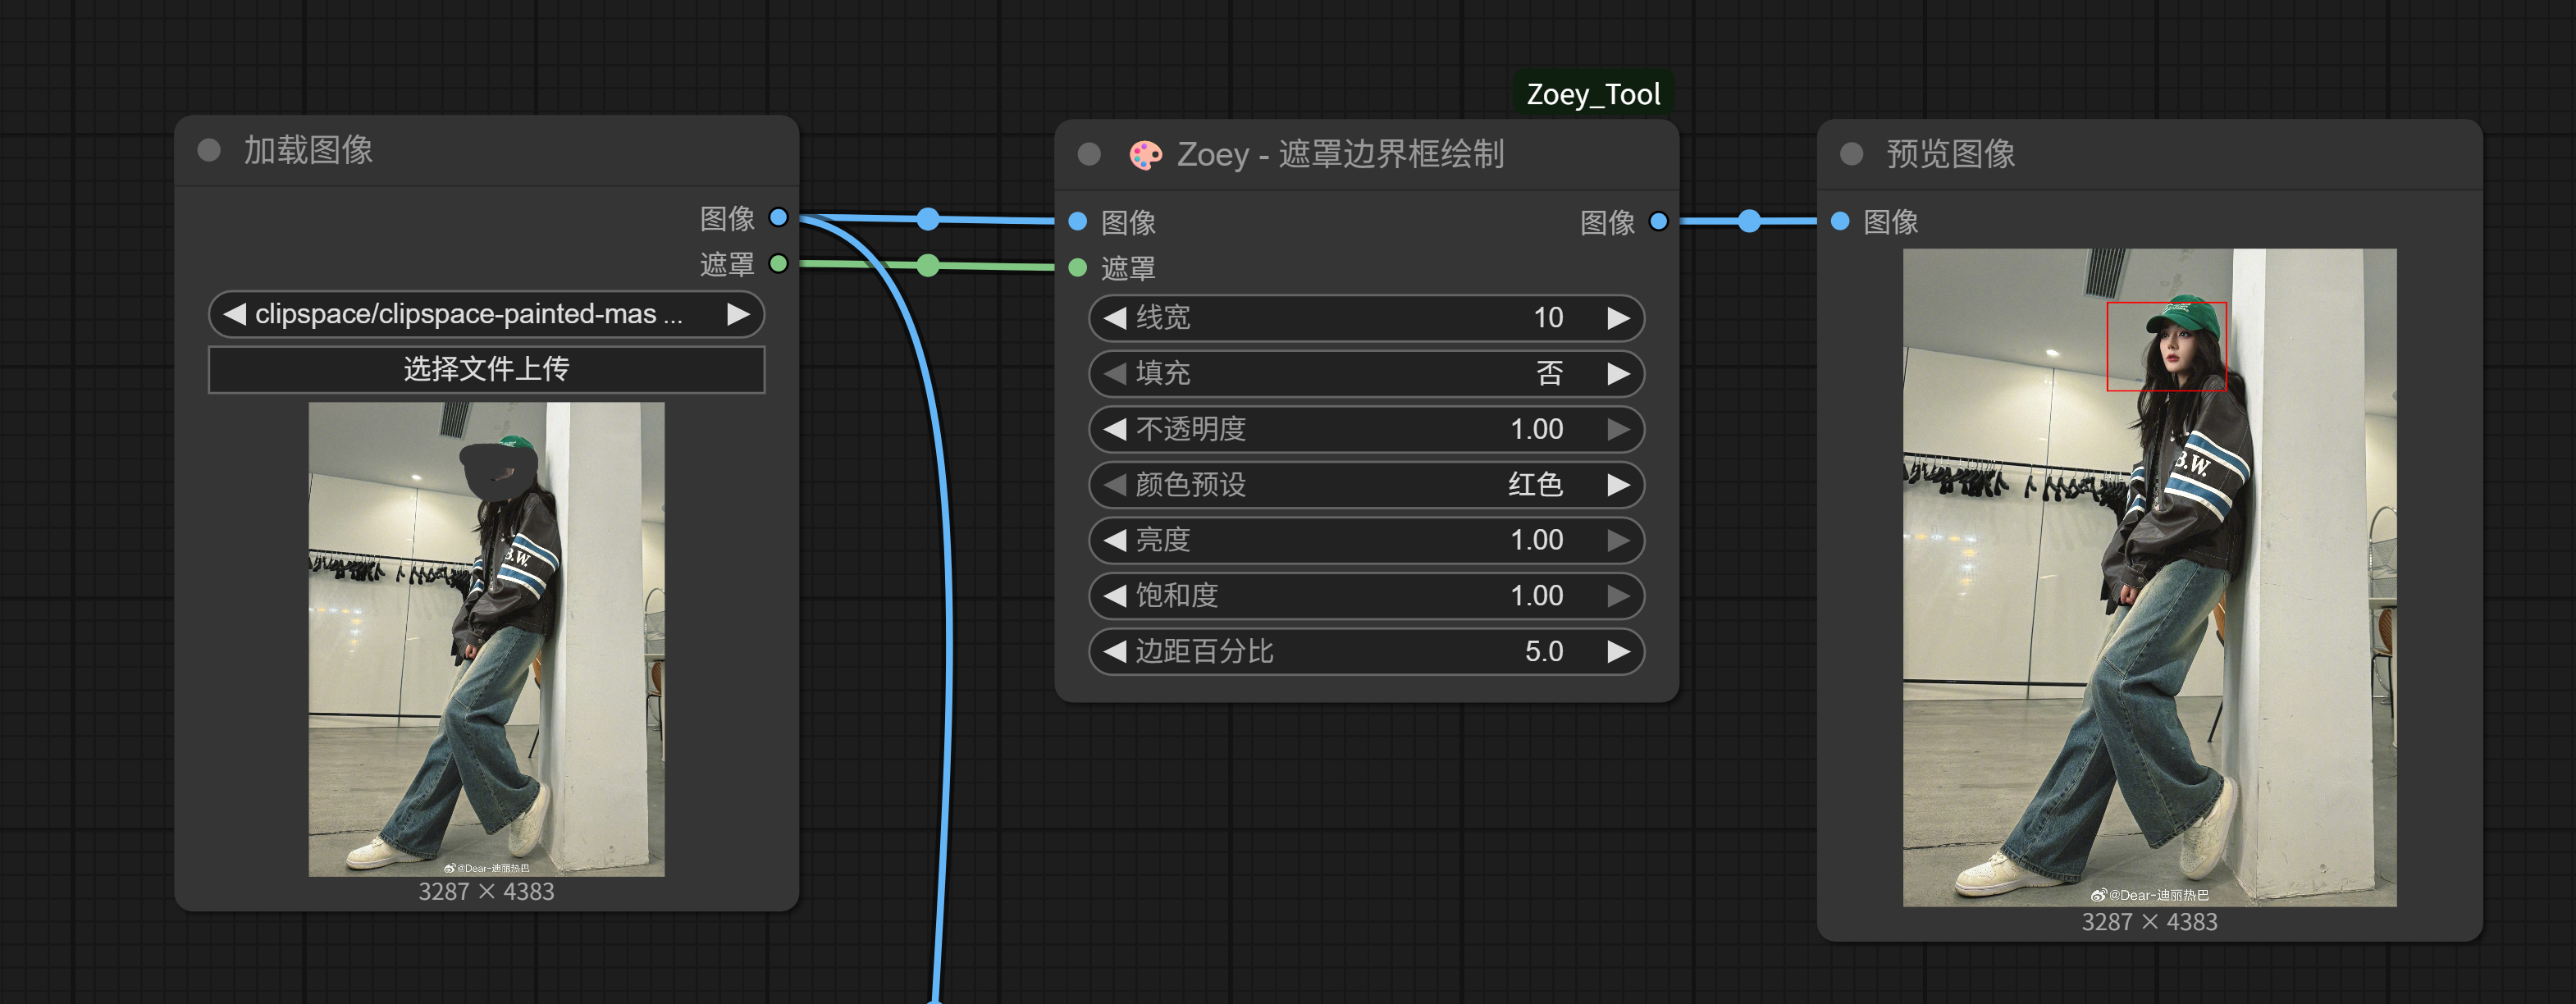 Zoey_Tool
加载图像
图像
遮罩
clipspace/clipspace-painted-mas ...
选择文件上传
B.W.
@Dear-迪丽热巴
3287 × 4383
Zoey - 遮罩边界框绘制
图像
图像
遮罩
线宽 10
填充 否
不透明度 1.00
颜色预设 红色
亮度 1.00
饱和度 1.00
边距百分比 5.0
预览图像
图像
B.W.
@Dear-迪丽热巴
3287 × 4383